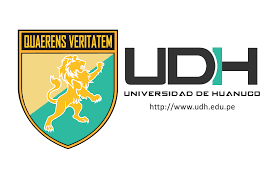 QUAERENS VERITATEM
UDH
UNIVERSIDAD DE HUANUCO
http://www.udh.edu.pe